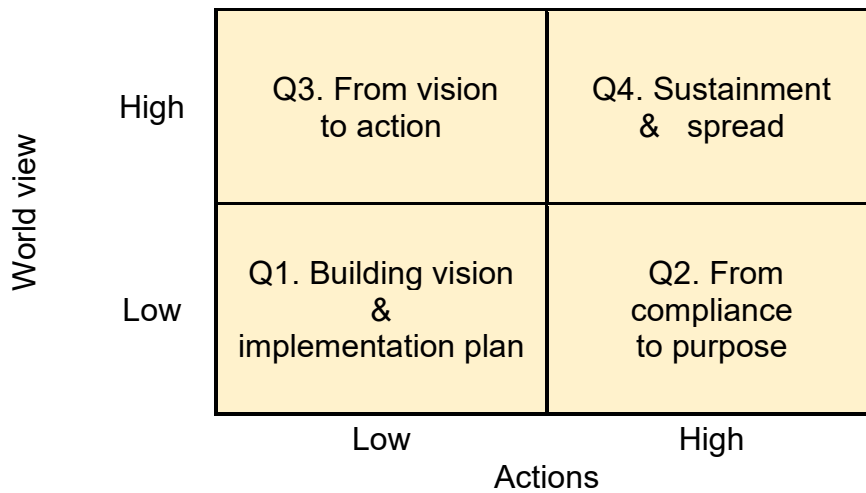 World view
High
Q3. From vision
to action
Q4. Sustainment
& spread
Low
Q1. Building vision
&
implementation plan
Q2. From
compliance
to purpose
Low
High
Actions